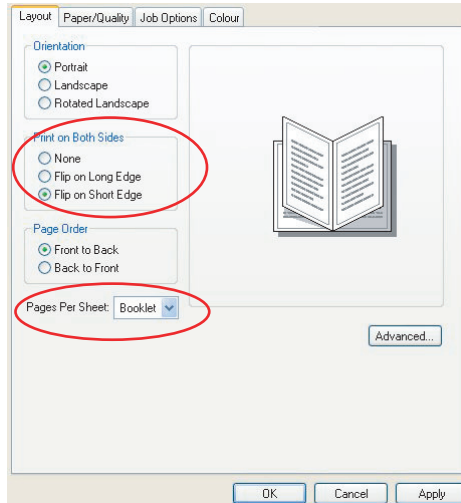 Layout Paper/Quality Job Options Colour
Orientation
Portrait
Landscape
Rotated Landscape
Print on Both Sides
None
Flip on Long Edge
Flip on Short Edge
Page Order
Front to Back
Back to Front
Pages Per Sheet: Booklet
Advanced...
OK Cancel Apply